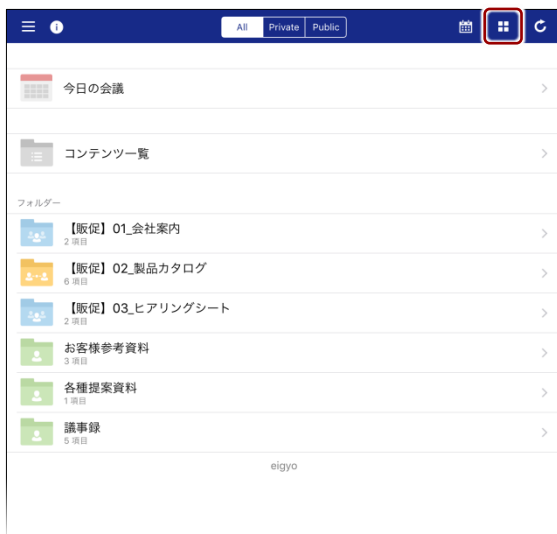 All Private Public
今日の会議
コンテンツ一覧
フォルダー
【販促】01_会社案内
2 項目
【販促】02_製品カタログ
6 項目
【販促】03_ヒアリングシート
2 項目
お客様参考資料
3 項目
各種提案資料
1 項目
議事録
5 項目
eigyo